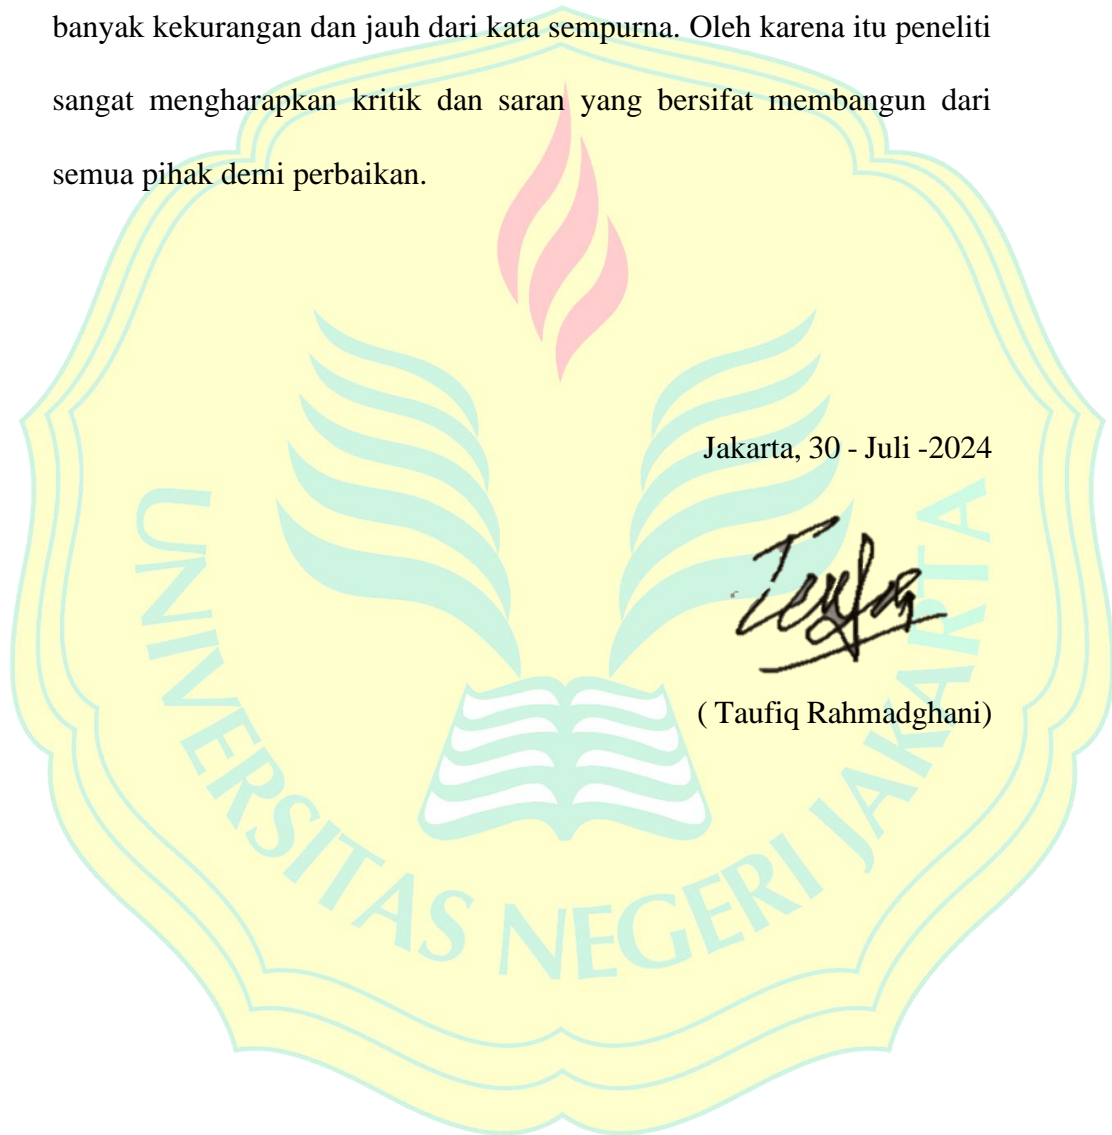 banyak kekurangan dan jauh dari kata sempurna. Oleh karena itu peneliti
sangat mengharapkan kritik dan saran yang bersifat membangun dari
semua pihak demi perbaikan.
Jakarta, 30 - Juli -2024
( Taufiq Rahmadghani)
UNIVERSITAS NEGERI JAKARTA